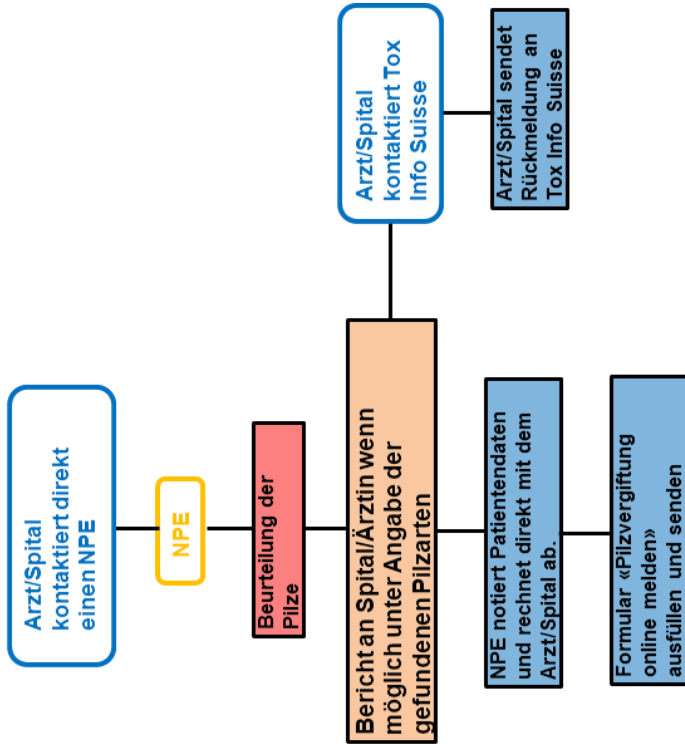 Arzt/Spital
kontaktiert direkt
einen NPE
NPE
Beurteilung der
Pilze
Bericht an Spital/Ärztin wenn
möglich unter Angabe der
gefundenen Pilzarten
Arzt/Spital
kontaktiert Tox
Info Suisse
Arzt/Spital sendet
Rückmeldung an
Tox Info Suisse
NPE notiert Patientendaten
und rechnet direkt mit dem
Arzt/Spital ab.
Formular «Pilzvergiftung
online melden»
ausfüllen und senden